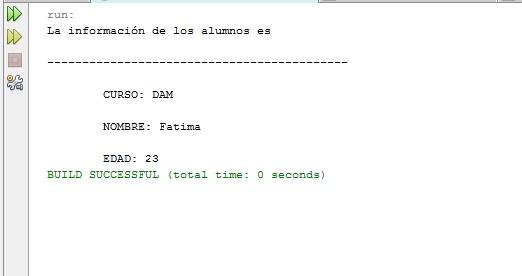 run:
La información de los alumnos es
-------------------------------------------
CURSO: DAM
NOMBRE: Fatima
EDAD: 23
BUILD SUCCESSFUL (total time: 0 seconds)